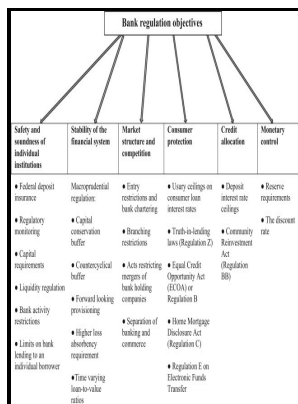 Bank regulation objectives
Safety and
soundness of
individual
institutions
● Federal deposit
insurance
● Regulatory
monitoring
● Capital
requirements
● Liquidity regulation
● Bank activity
restrictions
● Limits on bank
lending to an
individual borrower
Stability of the
financial system
Macroprudential
regulation:
● Capital
conservation
buffer
● Countercyclical
buffer
● Forward looking
provisioning
● Higher loss
absorbency
requirement
●Time varying
loan-to-value
ratios
Market
structure and
competition
● Entry
restrictions and
bank chartering
● Branching
restrictions
● Acts restricting
mergers of
bank holding
companies
● Separation of
banking and
commerce
Consumer
protection
● Usury ceilings on
consumer loan
interest rates
● Truth-in-lending
laws (Regulation Z)
● Equal Credit
Opportunity Act
(ECOA) or
Regulation B
● Home Mortgage
Disclosure Act
(Regulation C)
● Regulation E on
Electronic Funds
Transfer
Credit
allocation
● Deposit
interest rate
ceilings
● Community
Reinvestment
Act
(Regulation
BB)
Monetary
control
● Reserve
requirements
● The discount
rate